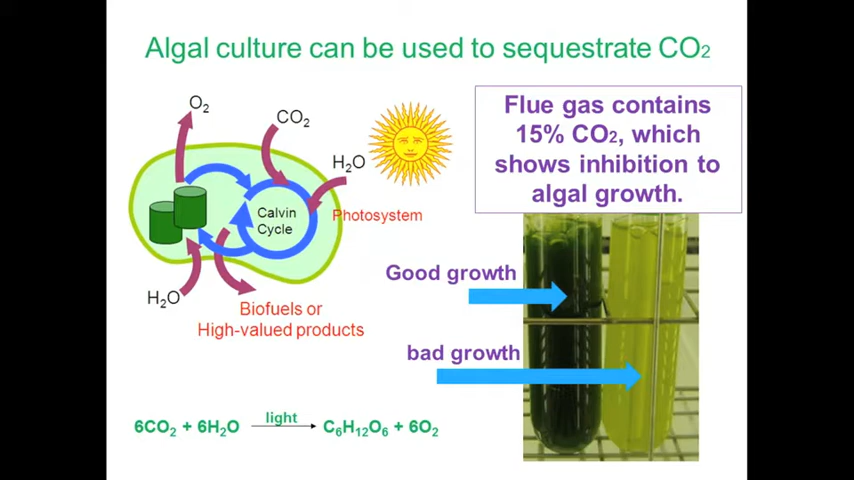 Algal culture can be used to sequestrate CO₂
Flue gas contains
15% CO₂, which
shows inhibition to
algal growth.
O₂
CO₂
H₂O
Photosystem
Calvin
Cycle
H₂O
Biofuels or
High-valued products
Good growth
bad growth
6CO₂ + 6H₂O light C₆H₁₂O₆ + 6O₂